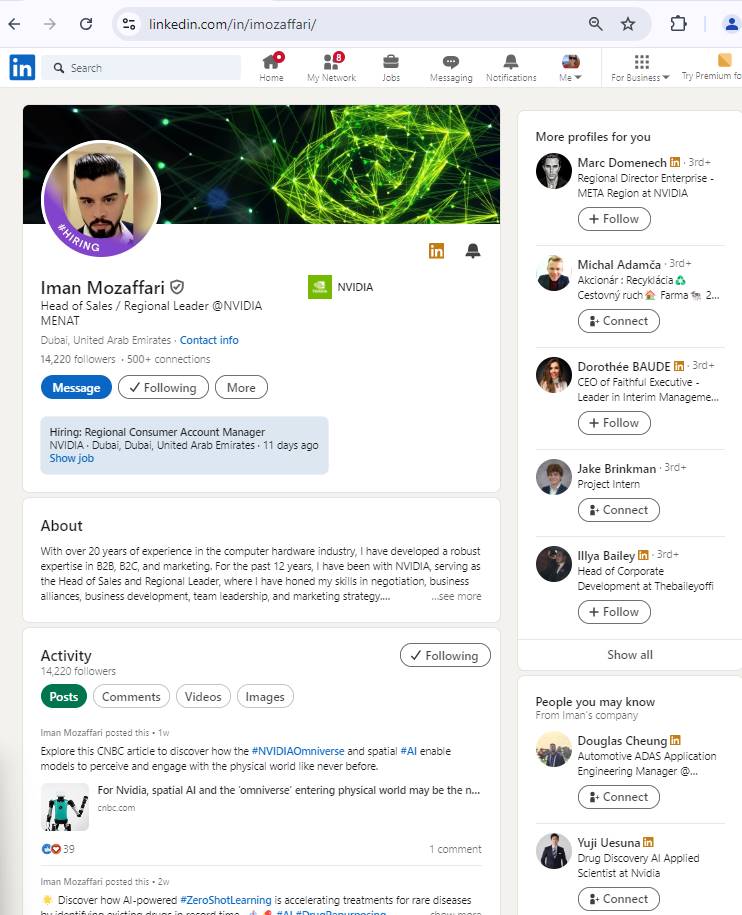 linkedin.com/in/imozaffari/
in
Search
Home
My Network
8
Jobs
Messaging
Notifications
Me
For Business
Try Premium fo
#HIRING
in
Iman Mozaffari
NVIDIA
Head of Sales / Regional Leader @NVIDIA
MENAT
Dubai, United Arab Emirates · Contact info
14,220 followers · 500+ connections
Message
Following
More
Hiring: Regional Consumer Account Manager
NVIDIA · Dubai, Dubai, United Arab Emirates · 11 days ago
Show job
About
With over 20 years of experience in the computer hardware industry, I have developed a robust
expertise in B2B, B2C, and marketing. For the past 12 years, I have been with NVIDIA, serving as
the Head of Sales and Regional Leader, where I have honed my skills in negotiation, business
alliances, business development, team leadership, and marketing strategy.... ...see more
Activity
14,220 followers
Following
Posts
Comments
Videos
Images
Iman Mozaffari posted this • 1w
Explore this CNBC article to discover how the #NVIDIAOmniverse and spatial #AI enable
models to perceive and engage with the physical world like never before.
For Nvidia, spatial AI and the 'omniverse' entering physical world may be the n...
cnbc.com
39
1 comment
Iman Mozaffari posted this • 2w
Discover how AI-powered #ZeroShotLearning is accelerating treatments for rare diseases
by identifying existing drugs in record time. #AI #DrugRepurposing ...show more
More profiles for you
Marc Domenech in · 3rd+
Regional Director Enterprise -
META Region at NVIDIA
+ Follow
Michal Adamča · 3rd+
Akcionár : Recyklácia♻
Cestovný ruch🏠 Farma🐄 2...
Connect
Dorothée BAUDE in · 3rd+
CEO of Faithful Executive -
Leader in Interim Manageme...
+ Follow
Jake Brinkman · 3rd+
Project Intern
Connect
Illya Bailey in · 3rd+
Head of Corporate
Development at Thebaileyoffi
+ Follow
Show all
People you may know
From Iman's company
Douglas Cheung in
Automotive ADAS Application
Engineering Manager @...
Connect
Yuji Uesuna in
Drug Discovery AI Applied
Scientist at Nvidia
Connect